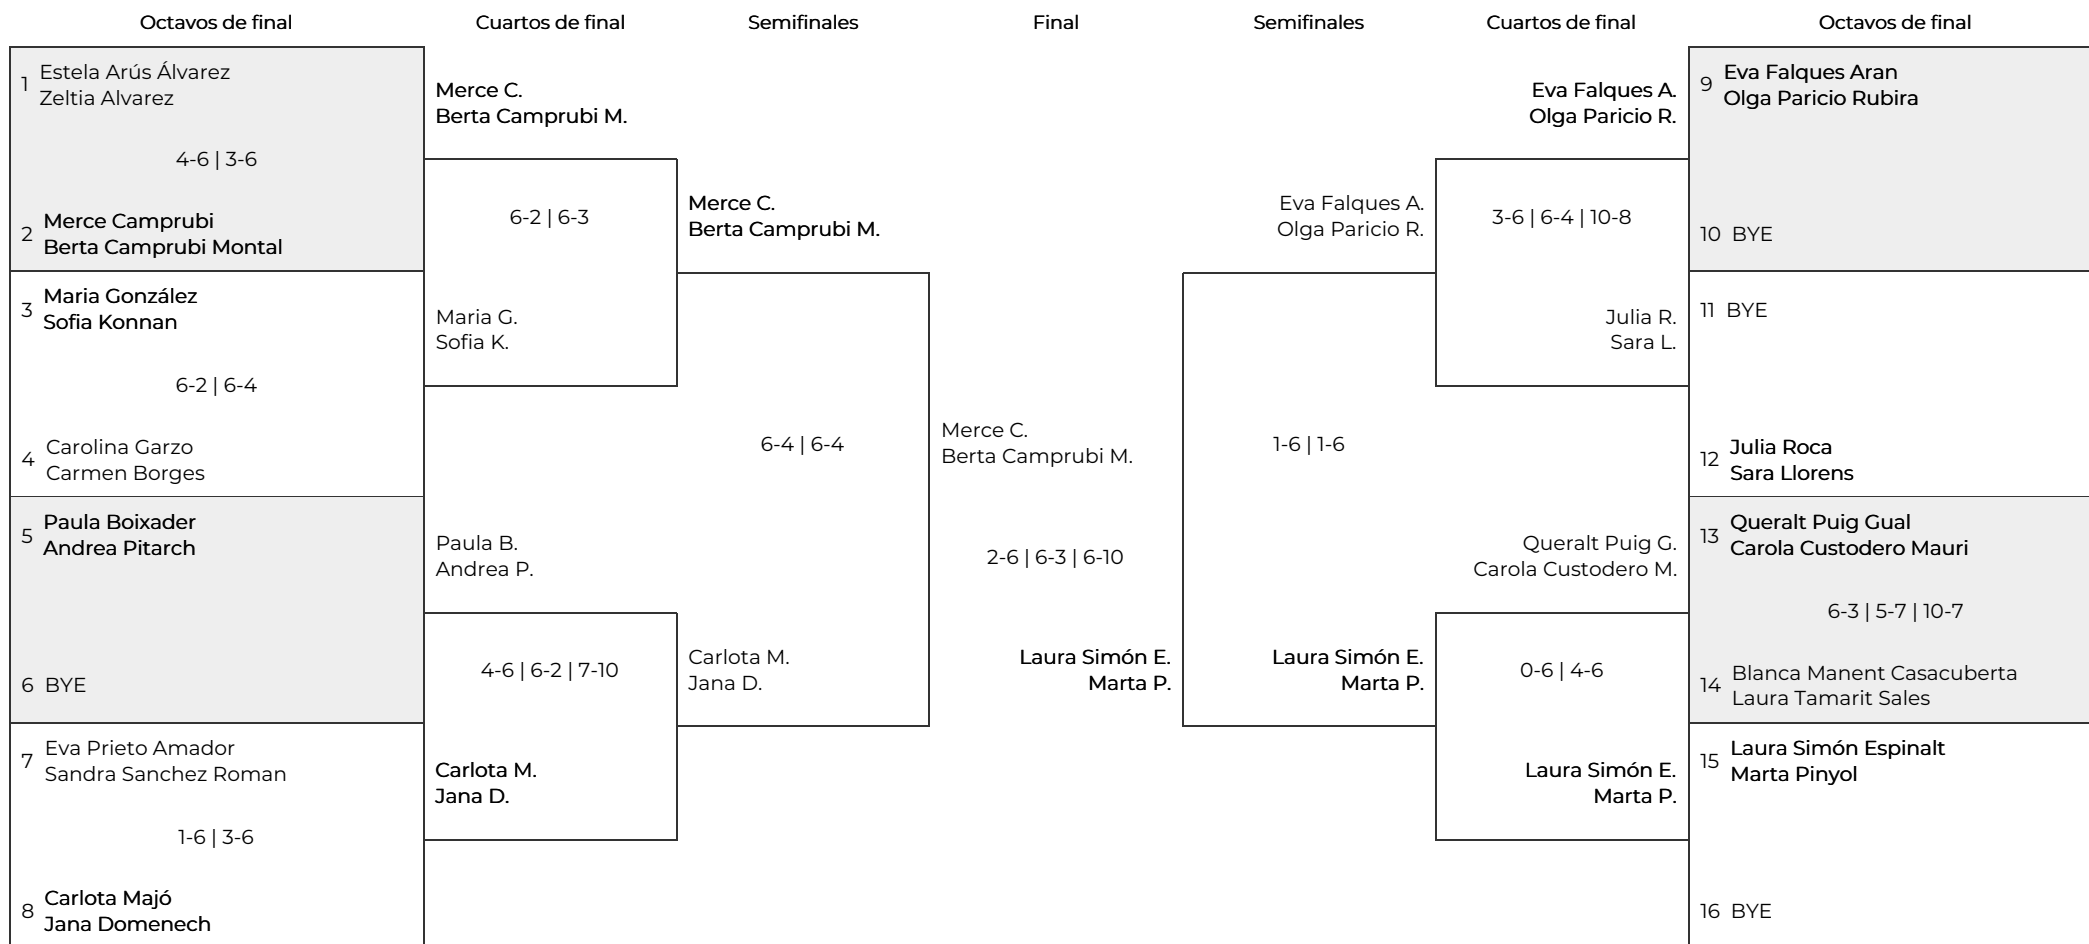 Octavos de final
Cuartos de final
Semifinales
Final
Semifinales
Cuartos de final
Octavos de final
1 Estela Arús Álvarez
Zeltia Alvarez
4-6 | 3-6
2 Merce Camprubi
Berta Camprubi Montal
3 Maria González
Sofia Konnan
6-2 | 6-4
4 Carolina Garzo
Carmen Borges
5 Paula Boixader
Andrea Pitarch
6 BYE
7 Eva Prieto Amador
Sandra Sanchez Roman
1-6 | 3-6
8 Carlota Majó
Jana Domenech
Merce C.
Berta Camprubi M.
6-2 | 6-3
Maria G.
Sofia K.
Paula B.
Andrea P.
4-6 | 6-2 | 7-10
Carlota M.
Jana D.
Merce C.
Berta Camprubi M.
6-4 | 6-4
Carlota M.
Jana D.
Merce C.
Berta Camprubi M.
2-6 | 6-3 | 6-10
Laura Simón E.
Marta P.
Eva Falques A.
Olga Paricio R.
1-6 | 1-6
Laura Simón E.
Marta P.
Eva Falques A.
Olga Paricio R.
3-6 | 6-4 | 10-8
Julia R.
Sara L.
Queralt Puig G.
Carola Custodero M.
0-6 | 4-6
Laura Simón E.
Marta P.
9 Eva Falques Aran
Olga Paricio Rubira
10 BYE
11 BYE
12 Julia Roca
Sara Llorens
13 Queralt Puig Gual
Carola Custodero Mauri
6-3 | 5-7 | 10-7
14 Blanca Manent Casacuberta
Laura Tamarit Sales
15 Laura Simón Espinalt
Marta Pinyol
16 BYE